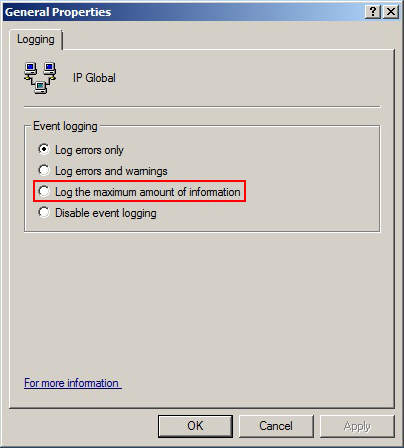 General Properties
Logging
IP Global
Event logging
Log errors only
Log errors and warnings
Log the maximum amount of information
Disable event logging
For more information
OK Cancel Apply